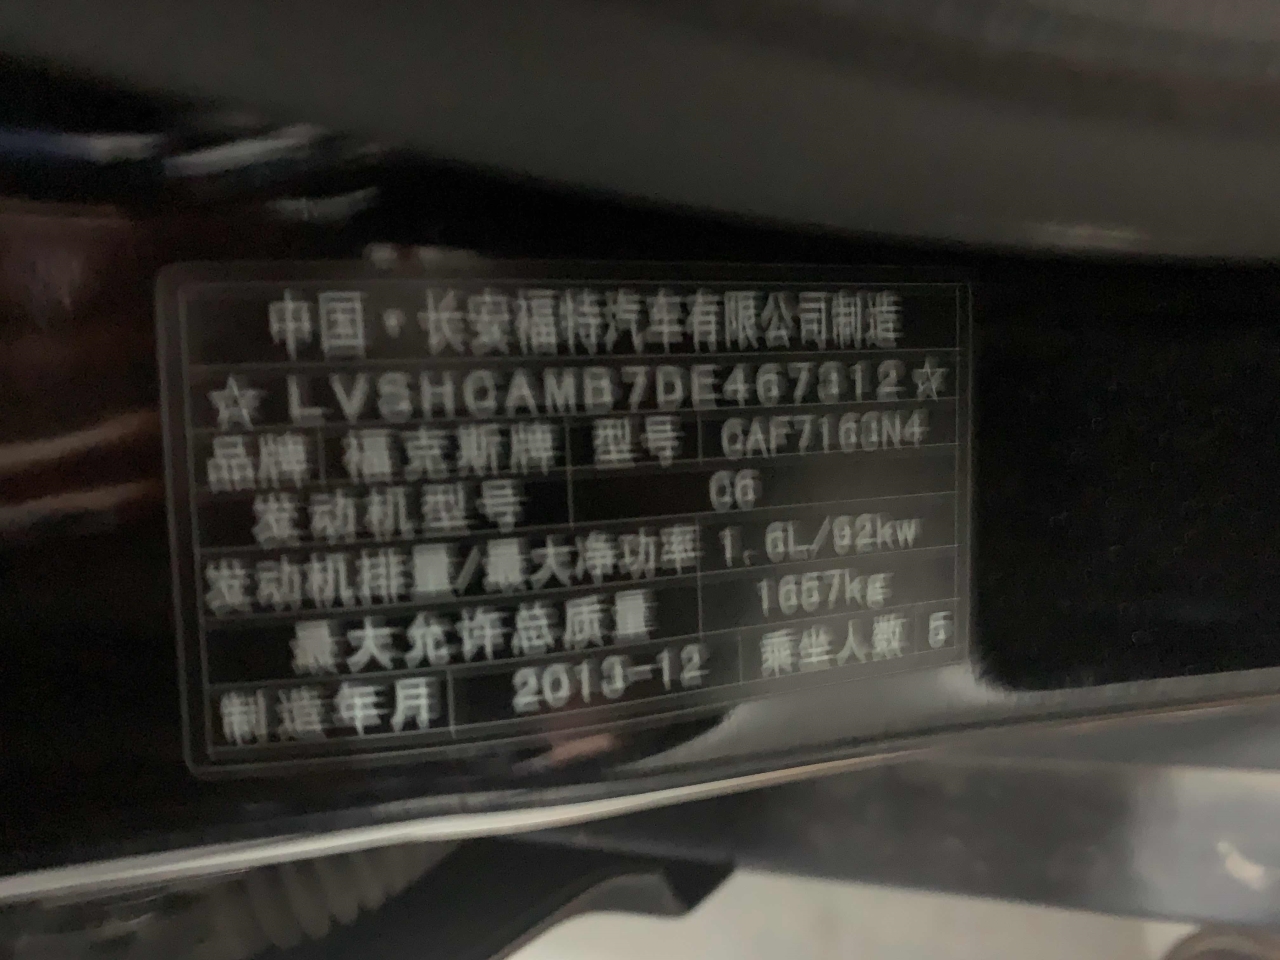 中国·长安福特汽车有限公司制造
☆LVSHCAMB7DE467312☆
品牌 福克斯牌 型号 CAF7163N4
发动机型号 C6
发动机排量/最大净功率 1.6L/92kw
最大允许总质量 kg
制造年月 2013-12 乘坐人数 5